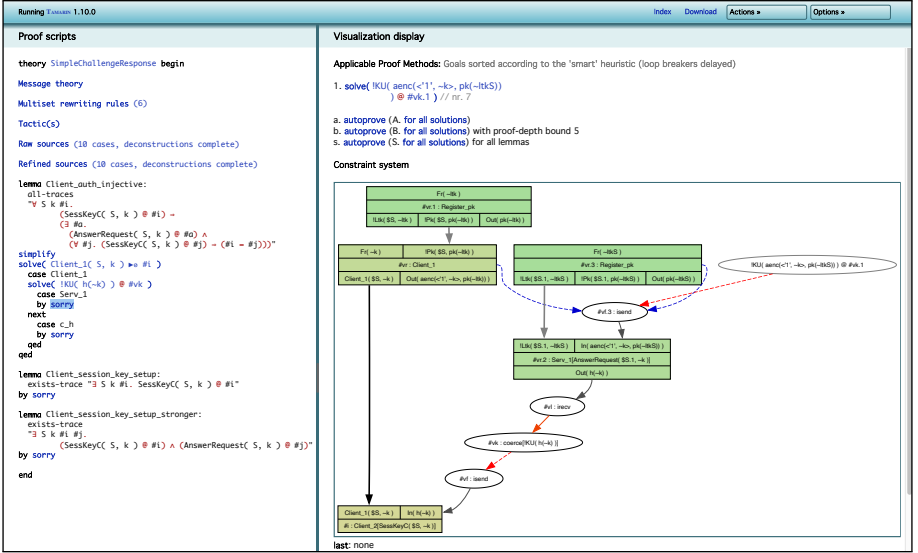 Running TAMARIN 1.10.0
Index Download Actions » Options »
Proof scripts
theory SimpleChallengeResponse begin
Message theory
Multiset rewriting rules (6)
Tactic(s)
Raw sources (10 cases, deconstructions complete)
Refined sources (10 cases, deconstructions complete)
lemma Client_auth_injective:
all-traces
"∀ S k #i.
(SessKeyC( S, k ) @ #i) ⇒
(∃ #a.
(AnswerRequest( S, k ) @ #a) ∧
(∀ #j. (SessKeyC( S, k ) @ #j) ⇒ (#i = #j)))"
simplify
solve( Client_1( S, k ) ▶₀ #i )
case Client_1
solve( !KU( h(~k) ) @ #vk )
case Serv_1
by sorry
next
case c_h
by sorry
qed
qed
lemma Client_session_key_setup:
exists-trace "∃ S k #i. SessKeyC( S, k ) @ #i"
by sorry
lemma Client_session_key_setup_stronger:
exists-trace
"∃ S k #i #j.
(SessKeyC( S, k ) @ #i) ∧ (AnswerRequest( S, k ) @ #j)"
by sorry
end
Visualization display
Applicable Proof Methods: Goals sorted according to the 'smart' heuristic (loop breakers delayed)
1. solve( !KU( aenc(<'1', ~k>, pk(~ltkS))
) @ #vk.1 ) // nr. 7
a. autoprove (A. for all solutions)
b. autoprove (B. for all solutions) with proof-depth bound 5
s. autoprove (S. for all solutions) for all lemmas
Constraint system
Fr( ~ltk )
#vr.1 : Register_pk
!Ltk( $S, ~ltk ) !Pk( $S, pk(~ltk) ) Out( pk(~ltk) )
Fr( ~k ) !Pk( $S, pk(~ltk) )
#vr : Client_1
Client_1( $S, ~k ) Out( aenc(<'1', ~k>, pk(~ltk)) )
Fr( ~ltkS )
#vr.3 : Register_pk
!Ltk( $S.1, ~ltkS ) !Pk( $S.1, pk(~ltkS) ) Out( pk(~ltkS) )
!KU( aenc(<'1', ~k>, pk(~ltkS)) ) @ #vk.1
#vf.3 : isend
!Ltk( $S.1, ~ltkS ) In( aenc(<'1', ~k>, pk(~ltkS)) )
#vr.2 : Serv_1[AnswerRequest( $S.1, ~k )]
Out( h(~k) )
#vl : irecv
#vk : coerce[!KU( h(~k) )]
#vf : isend
Client_1( $S, ~k ) In( h(~k) )
#i : Client_2[SessKeyC( $S, ~k )]
last: none